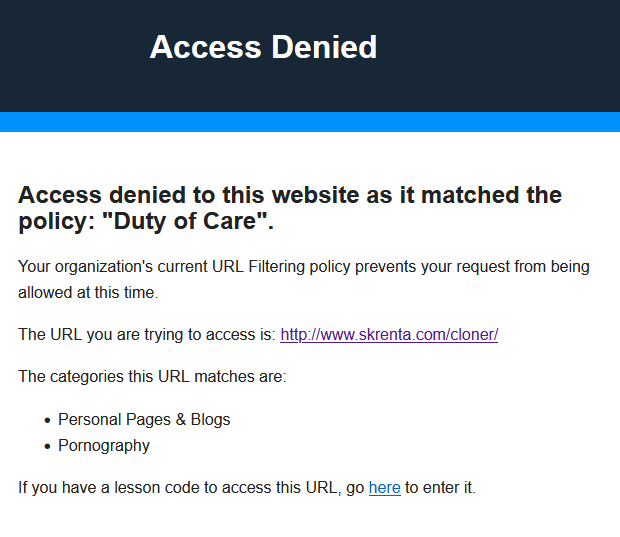 Access Denied
Access denied to this website as it matched the
policy: "Duty of Care".
Your organization's current URL Filtering policy prevents your request from being
allowed at this time.
The URL you are trying to access is: http://www.skrenta.com/cloner/
The categories this URL matches are:
• Personal Pages & Blogs
• Pornography
If you have a lesson code to access this URL, go here to enter it.